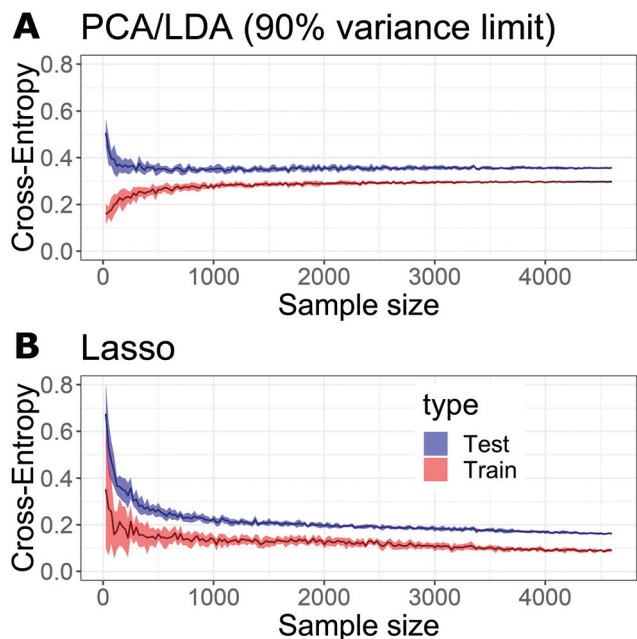 A PCA/LDA (90% variance limit)
Cross-Entropy
0.8
0.6
0.4
0.2
0.0
0 1000 2000 3000 4000
Sample size
B Lasso
Cross-Entropy
0.8
0.6
0.4
0.2
0.0
type
Test
Train
0 1000 2000 3000 4000
Sample size